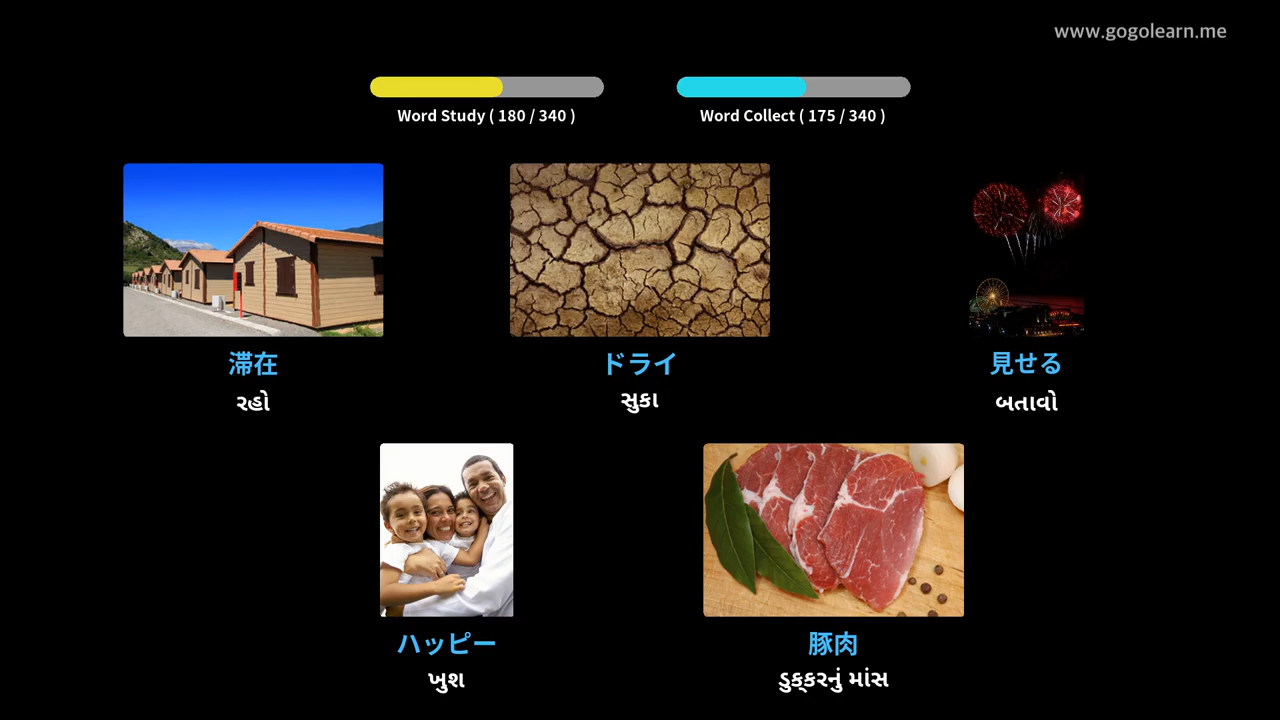 www.gogolearn.me
Word Study ( 180 / 340 )
Word Collect ( 175 / 340 )
滞在
રહો
ドライ
સુકા
見せる
બતાવો
ハッピー
ખુશ
豚肉
ડુક્કરનું માંસ